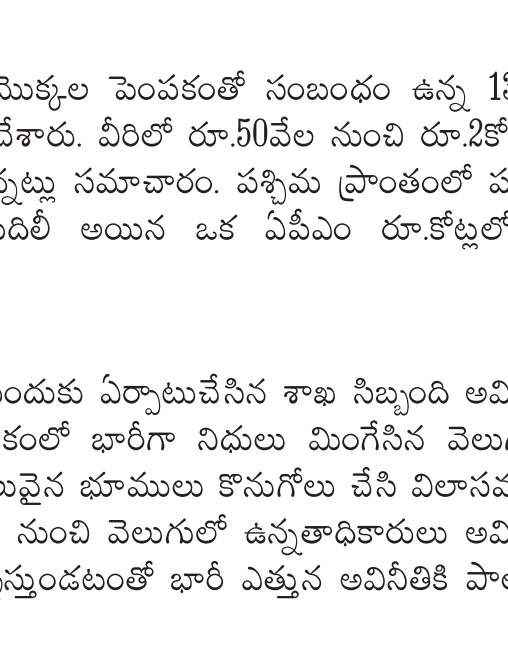 మొక్కల పెంపకంతో సంబంధం ఉన్న
చేశారు. వీరిలో రూ.50వేల నుంచి రూ.2కో
న్నట్లు సమాచారం. పశ్చిమ ప్రాంతంలో ప
బదిలీ అయిన ఒక ఏపీఎం రూ.కోట్లలో
ందుకు ఏర్పాటుచేసిన శాఖ సిబ్బంది అవి
కంలో భారీగా నిధులు మింగేసిన వెలుగ
లువైన భూములు కొనుగోలు చేసి విలాసవ
నుంచి వెలుగులో ఉన్నతాధికారులు అవి
స్తుండటంతో భారీ ఎత్తున అవినీతికి పాల